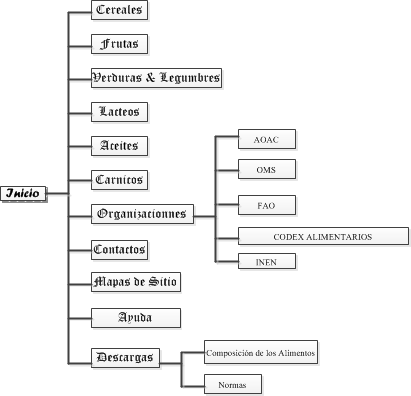 Cereales
Frutas
Verduras & Legumbres
Lacteos
Aceites
Carnicos
Inicio
Organizacionnes
AOAC
OMS
FAO
CODEX ALIMENTARIOS
INEN
Contactos
Mapas de Sitio
Ayuda
Descargas
Composición de los Alimentos
Normas